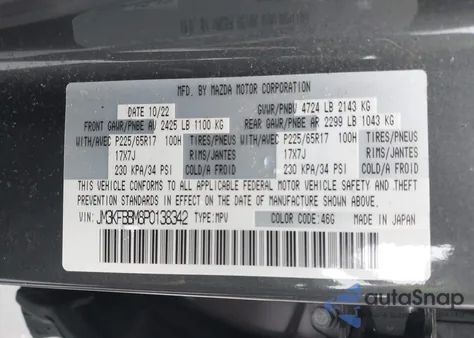 MFD. BY MAZDA MOTOR CORPORATION
DATE 10/22 GVWR/PNBV 4724 LB 2143 KG
FRONT GAWR/PNBE AV 2425 LB 1100 KG REAR GAWR/PNBE AR 2299 LB 1043 KG
WITH/AVEC P225/65R17 100H TIRES/PNEUS WITH/AVEC P225/65R17 100H TIRES/PNEUS
17X7J RIMS/JANTES 17X7J RIMS/JANTES
230 KPA/34 PSI COLD/A FROID 230 KPA/34 PSI COLD/A FROID
THIS VEHICLE CONFORMS TO ALL APPLICABLE FEDERAL MOTOR VEHICLE SAFETY AND
THEFT PREVENTION STANDARDS IN EFFECT ON THE DATE OF MANUFACTURE SHOWN
ABOVE.
VIN: JM3KFBBM8P0138342 TYPE:MPV COLOR CODE:46G MADE IN JAPAN
autoSnap